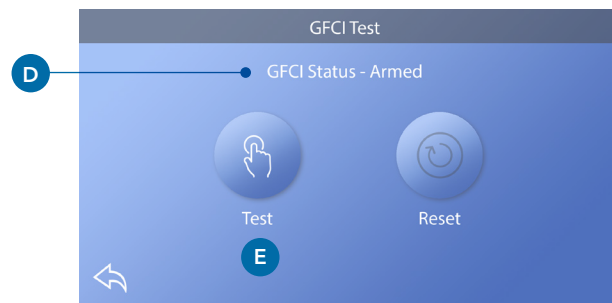 GFCI Test
D
GFCI Status - Armed
Test
Reset
E